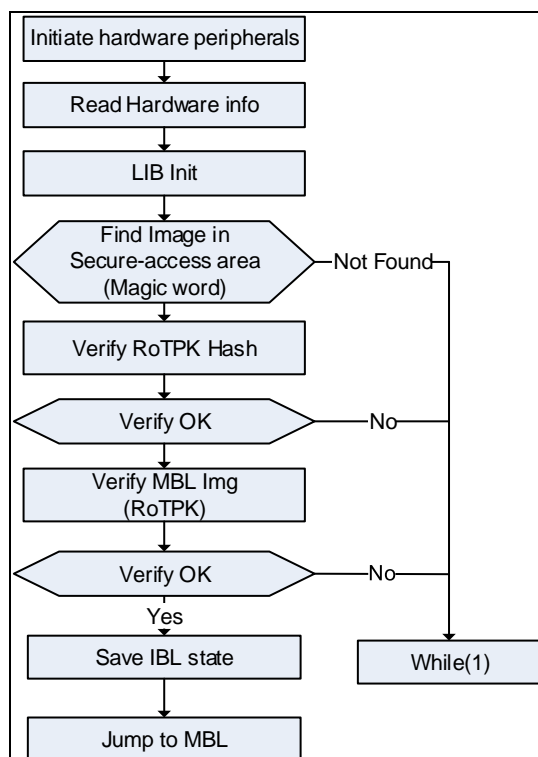 Initiate hardware peripherals
Read Hardware info
LIB Init
Find Image in
Secure-access area
(Magic word)
Not Found
Verify RoTPK Hash
Verify OK
No
Verify MBL Img
(RoTPK)
Verify OK
No
Yes
Save IBL state
While(1)
Jump to MBL